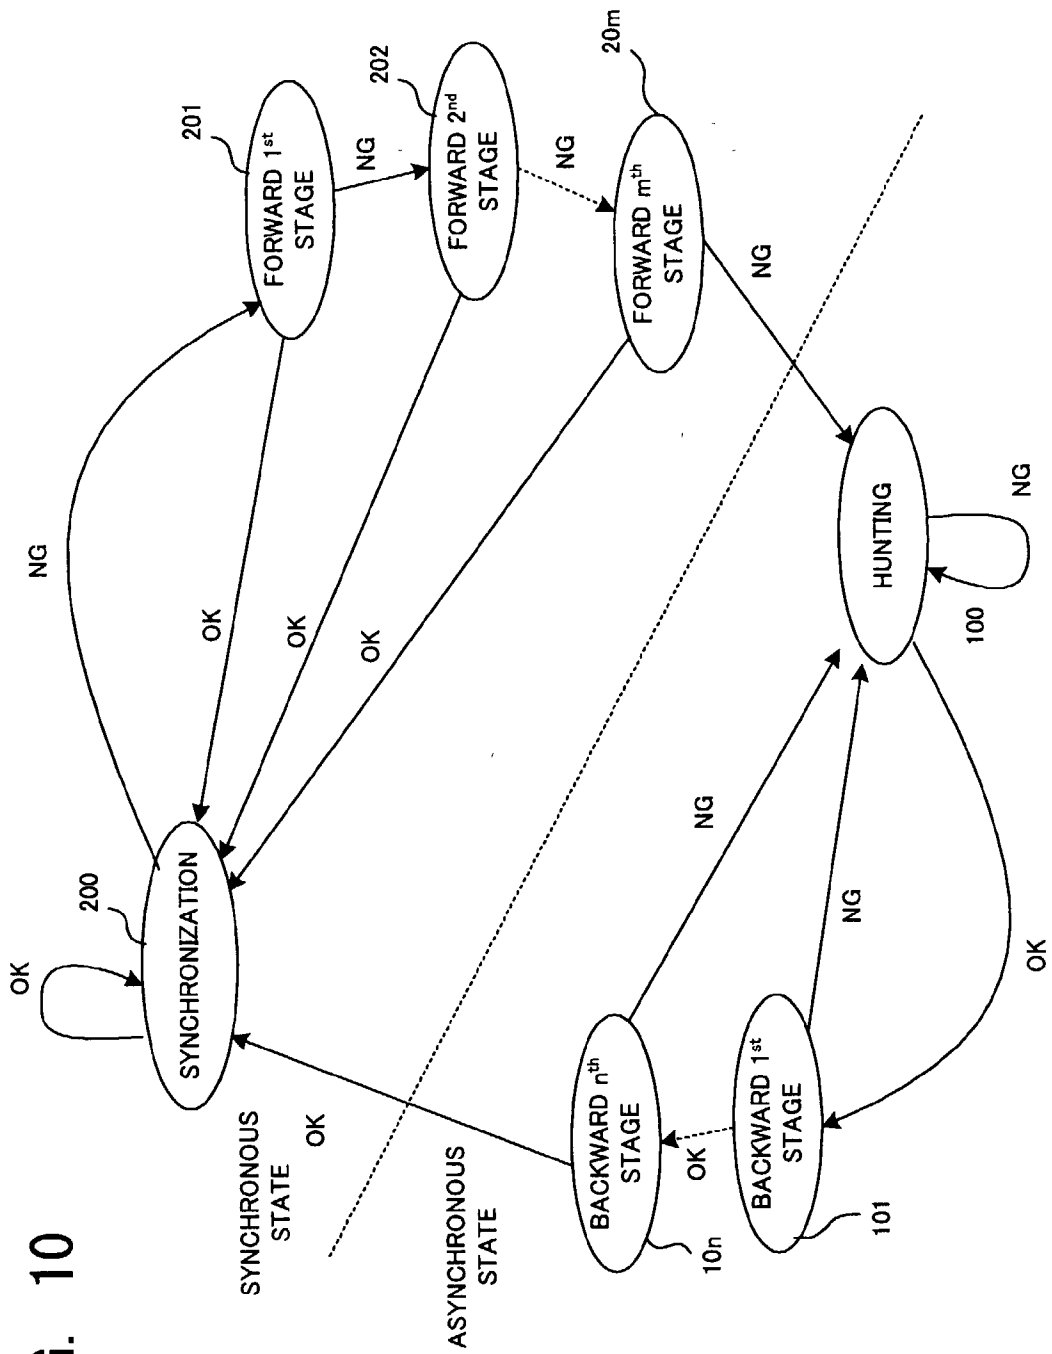 10
OK
200
SYNCHRONIZATION
NG
201
FORWARD 1st
STAGE
NG
202
FORWARD 2nd
STAGE
NG
20m
FORWARD mth
STAGE
NG
OK
OK
OK
SYNCHRONOUS
STATE
OK
ASYNCHRONOUS
STATE
BACKWARD nth
STAGE
10n
OK
BACKWARD 1st
STAGE
101
NG
NG
HUNTING
100
NG
OK